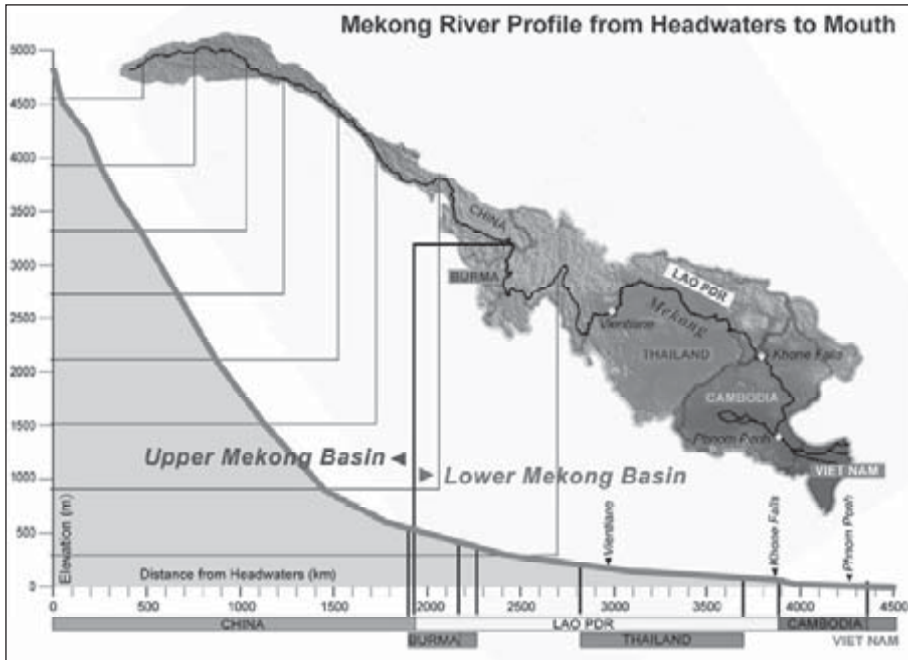 Mekong River Profile from Headwaters to Mouth
5000
4500
4000
3500
3000
2500
2000
1500
1000
500
0
Elevation (m)
CHINA
BURMA
LAO PDR
Mekong
Vientiane
THAILAND
Khone Falls
CAMBODIA
Phnom Penh
VIET NAM
Upper Mekong Basin
Lower Mekong Basin
Vientiane
Khone Falls
Phnom Penh
Distance from Headwaters (km)
0 500 1000 1500 2000 2500 3000 3500 4000 4500
CHINA LAO PDR CAMBODIA
BURMA THAILAND VIET NAM